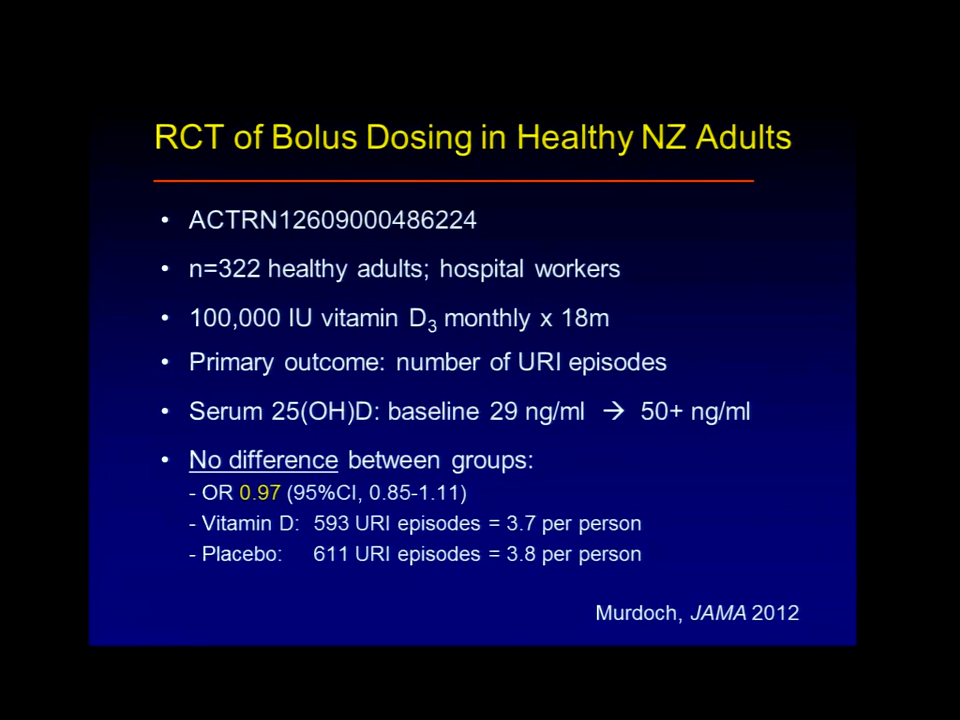 RCT of Bolus Dosing in Healthy NZ Adults
• ACTRN12609000486224
• n=322 healthy adults; hospital workers
• 100,000 IU vitamin D3 monthly x 18m
• Primary outcome: number of URI episodes
• Serum 25(OH)D: baseline 29 ng/ml → 50+ ng/ml
• No difference between groups:
- OR 0.97 (95%CI, 0.85-1.11)
- Vitamin D: 593 URI episodes = 3.7 per person
- Placebo: 611 URI episodes = 3.8 per person
Murdoch, JAMA 2012